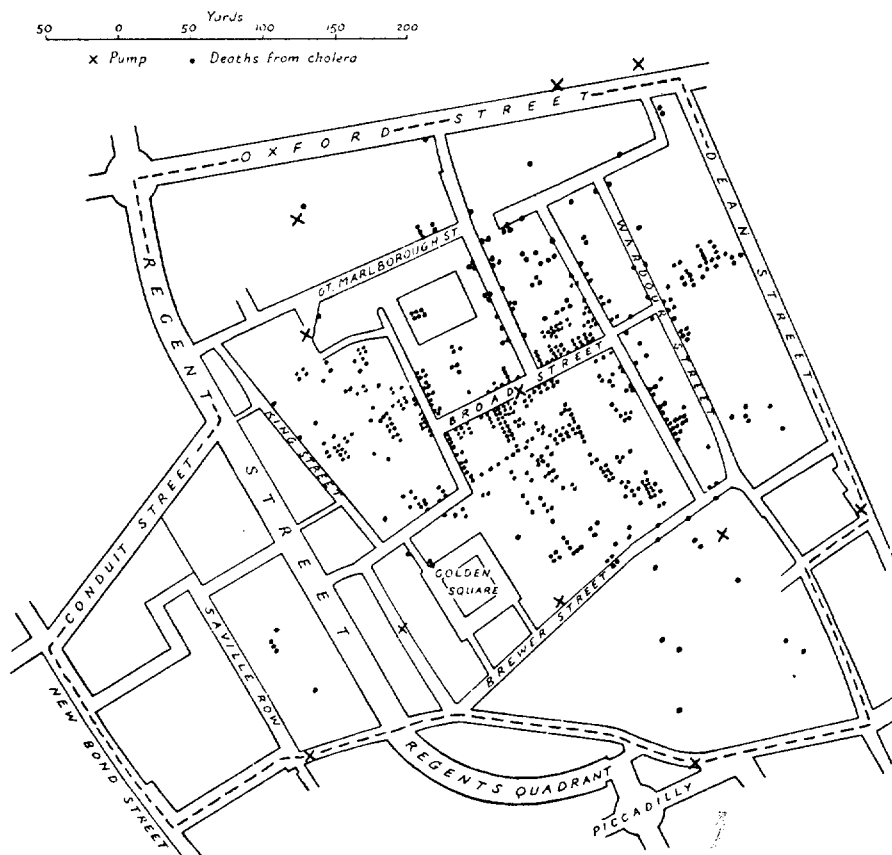 Yards
50 0 50 100 150 200
x Pump • Deaths from cholera
OXFORD STREET
DEAN STREET
REGENT STREET
GT. MARLBOROUGH ST
WARDOUR STREET
BROAD STREET
KING STREET
CONDUIT STREET
GOLDEN SQUARE
BREWER STREET
SAVILLE ROW
NEW BOND STREET
REGENTS QUADRANT
PICCADILLY